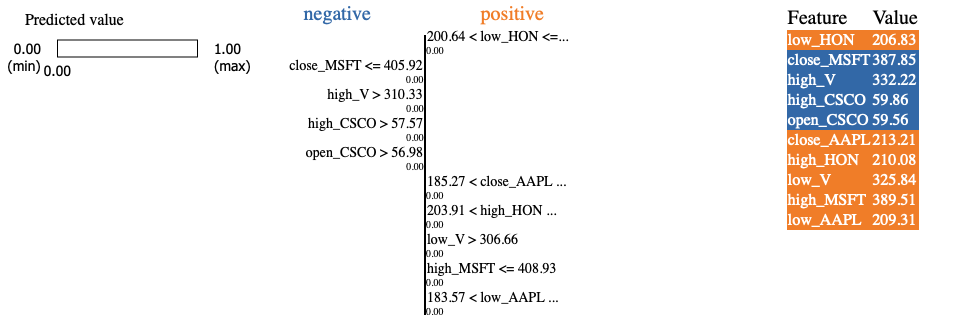 Predicted value
0.00
(min)
0.00
1.00
(max)
negative
positive
200.64 < low_HON <=...
0.00
close_MSFT <= 405.92
0.00
high_V > 310.33
0.00
high_CSCO > 57.57
0.00
open_CSCO > 56.98
0.00
185.27 < close_AAPL ...
0.00
203.91 < high_HON ...
0.00
low_V > 306.66
0.00
high_MSFT <= 408.93
0.00
183.57 < low_AAPL ...
0.00
Feature Value
low_HON 206.83
close_MSFT 387.85
high_V 332.22
high_CSCO 59.86
open_CSCO 59.56
close_AAPL 213.21
high_HON 210.08
low_V 325.84
high_MSFT 389.51
low_AAPL 209.31